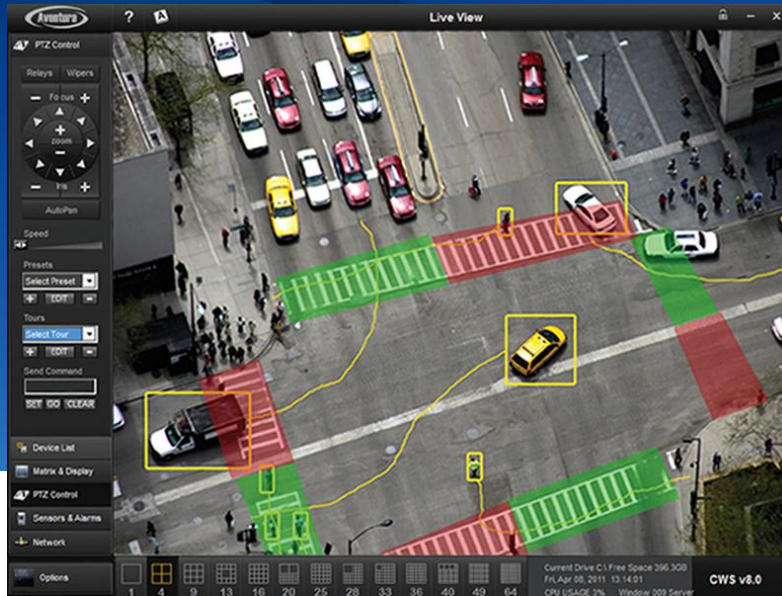 Aventura
? A Live View
PTZ Control
Relays Wipers
Focus
zoom
Iris
AutoPan
Speed
Presets
Select Preset
+ EDIT -
Tours
Select Tour
+ EDIT -
Send Command
SET GO CLEAR
Device List
Matrix & Display
PTZ Control
Sensors & Alarms
Network
Options
1 4 9 13 16 20 25 28 33 36 40 49 64
Current Drive C:\ Free Space 396.3GB
Fri, Apr 08, 2011 13:14:01
CPU USAGE 3% Window 009 Server
CWS v8.0